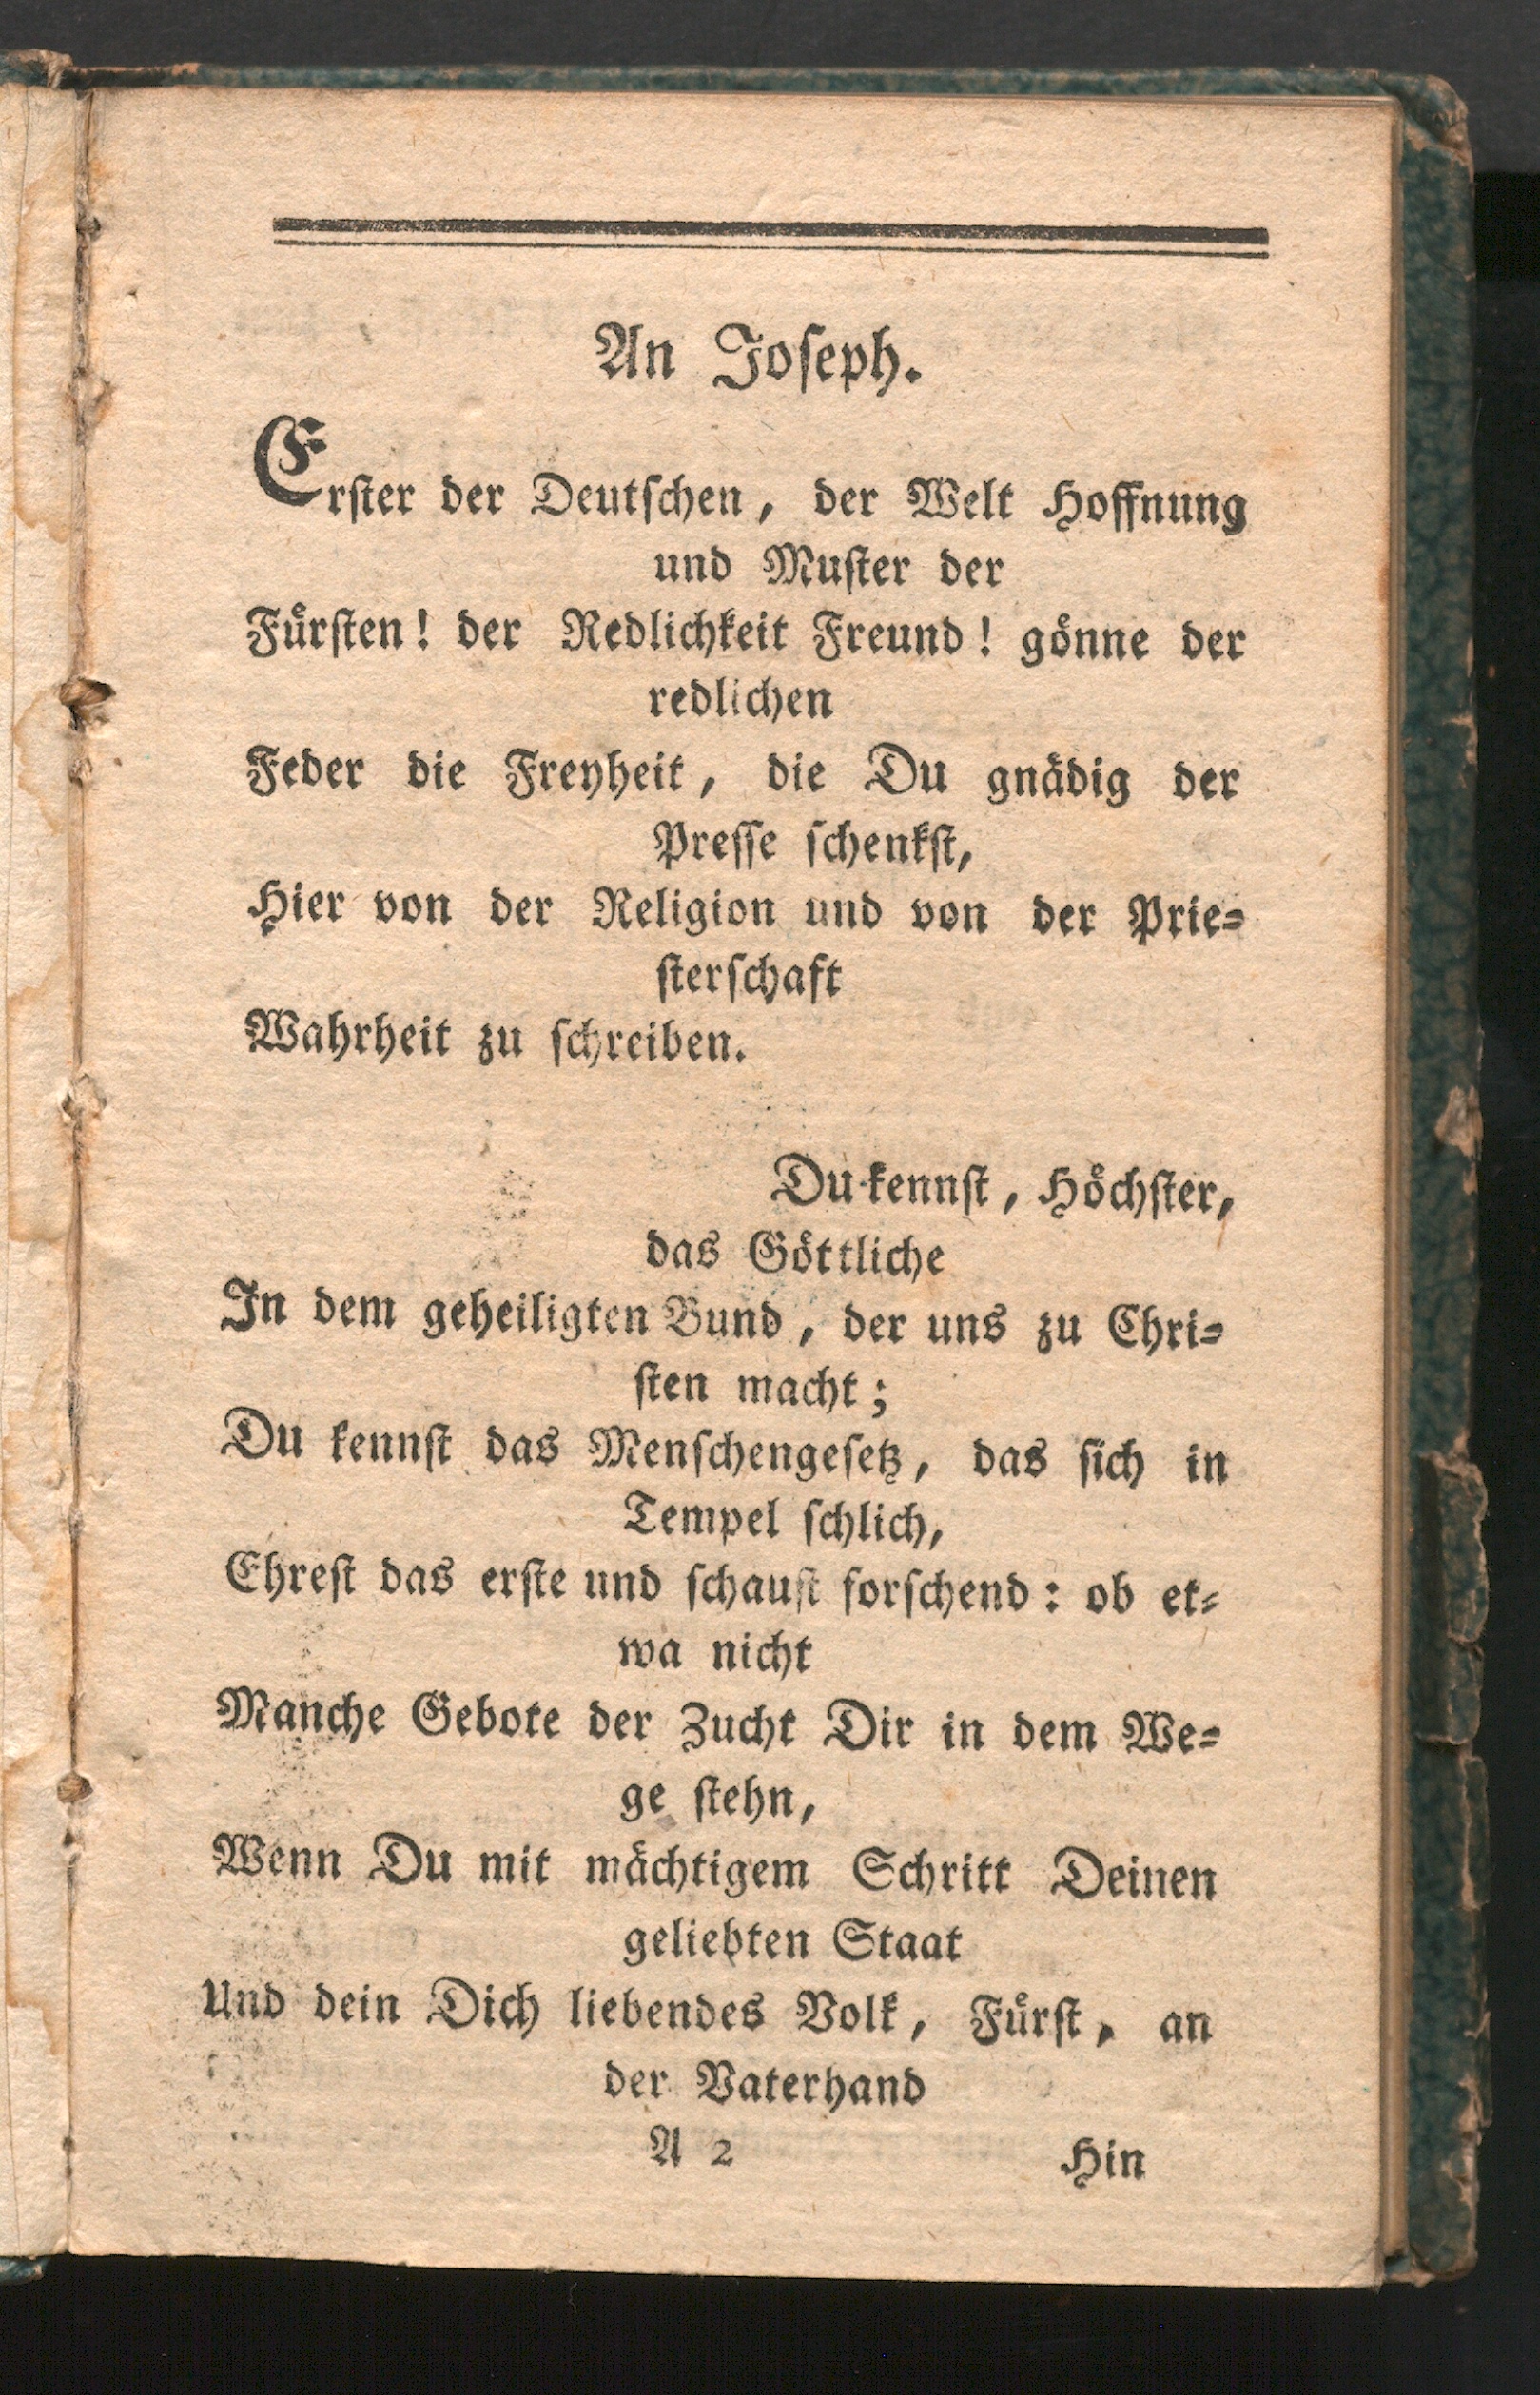 An Joſeph.
Erſter der Deutſchen, der Welt Hoffnung
und Muſter der
Fürſten! der Redlichkeit Freund! gönne der
redlichen
Feder die Freyheit, die Du gnädig der
Preſſe ſchenkſt,
Hier von der Religion und von der Prie-
ſterſchaft
Wahrheit zu ſchreiben.
Du kennſt, Höchſter,
das Göttliche
In dem geheiligten Bund, der uns zu Chri-
ſten macht;
Du kennſt das Menſchengeſetz, das ſich in
Tempel ſchlich,
Ehreſt das erſte und ſchauſt forſchend: ob et-
wa nicht
Manche Gebote der Zucht Dir in dem We-
ge ſtehn,
Wenn Du mit mächtigem Schritt Deinen
geliebten Staat
Und dein Dich liebendes Volk, Fürſt, an
der Vaterhand
A 2 Hin